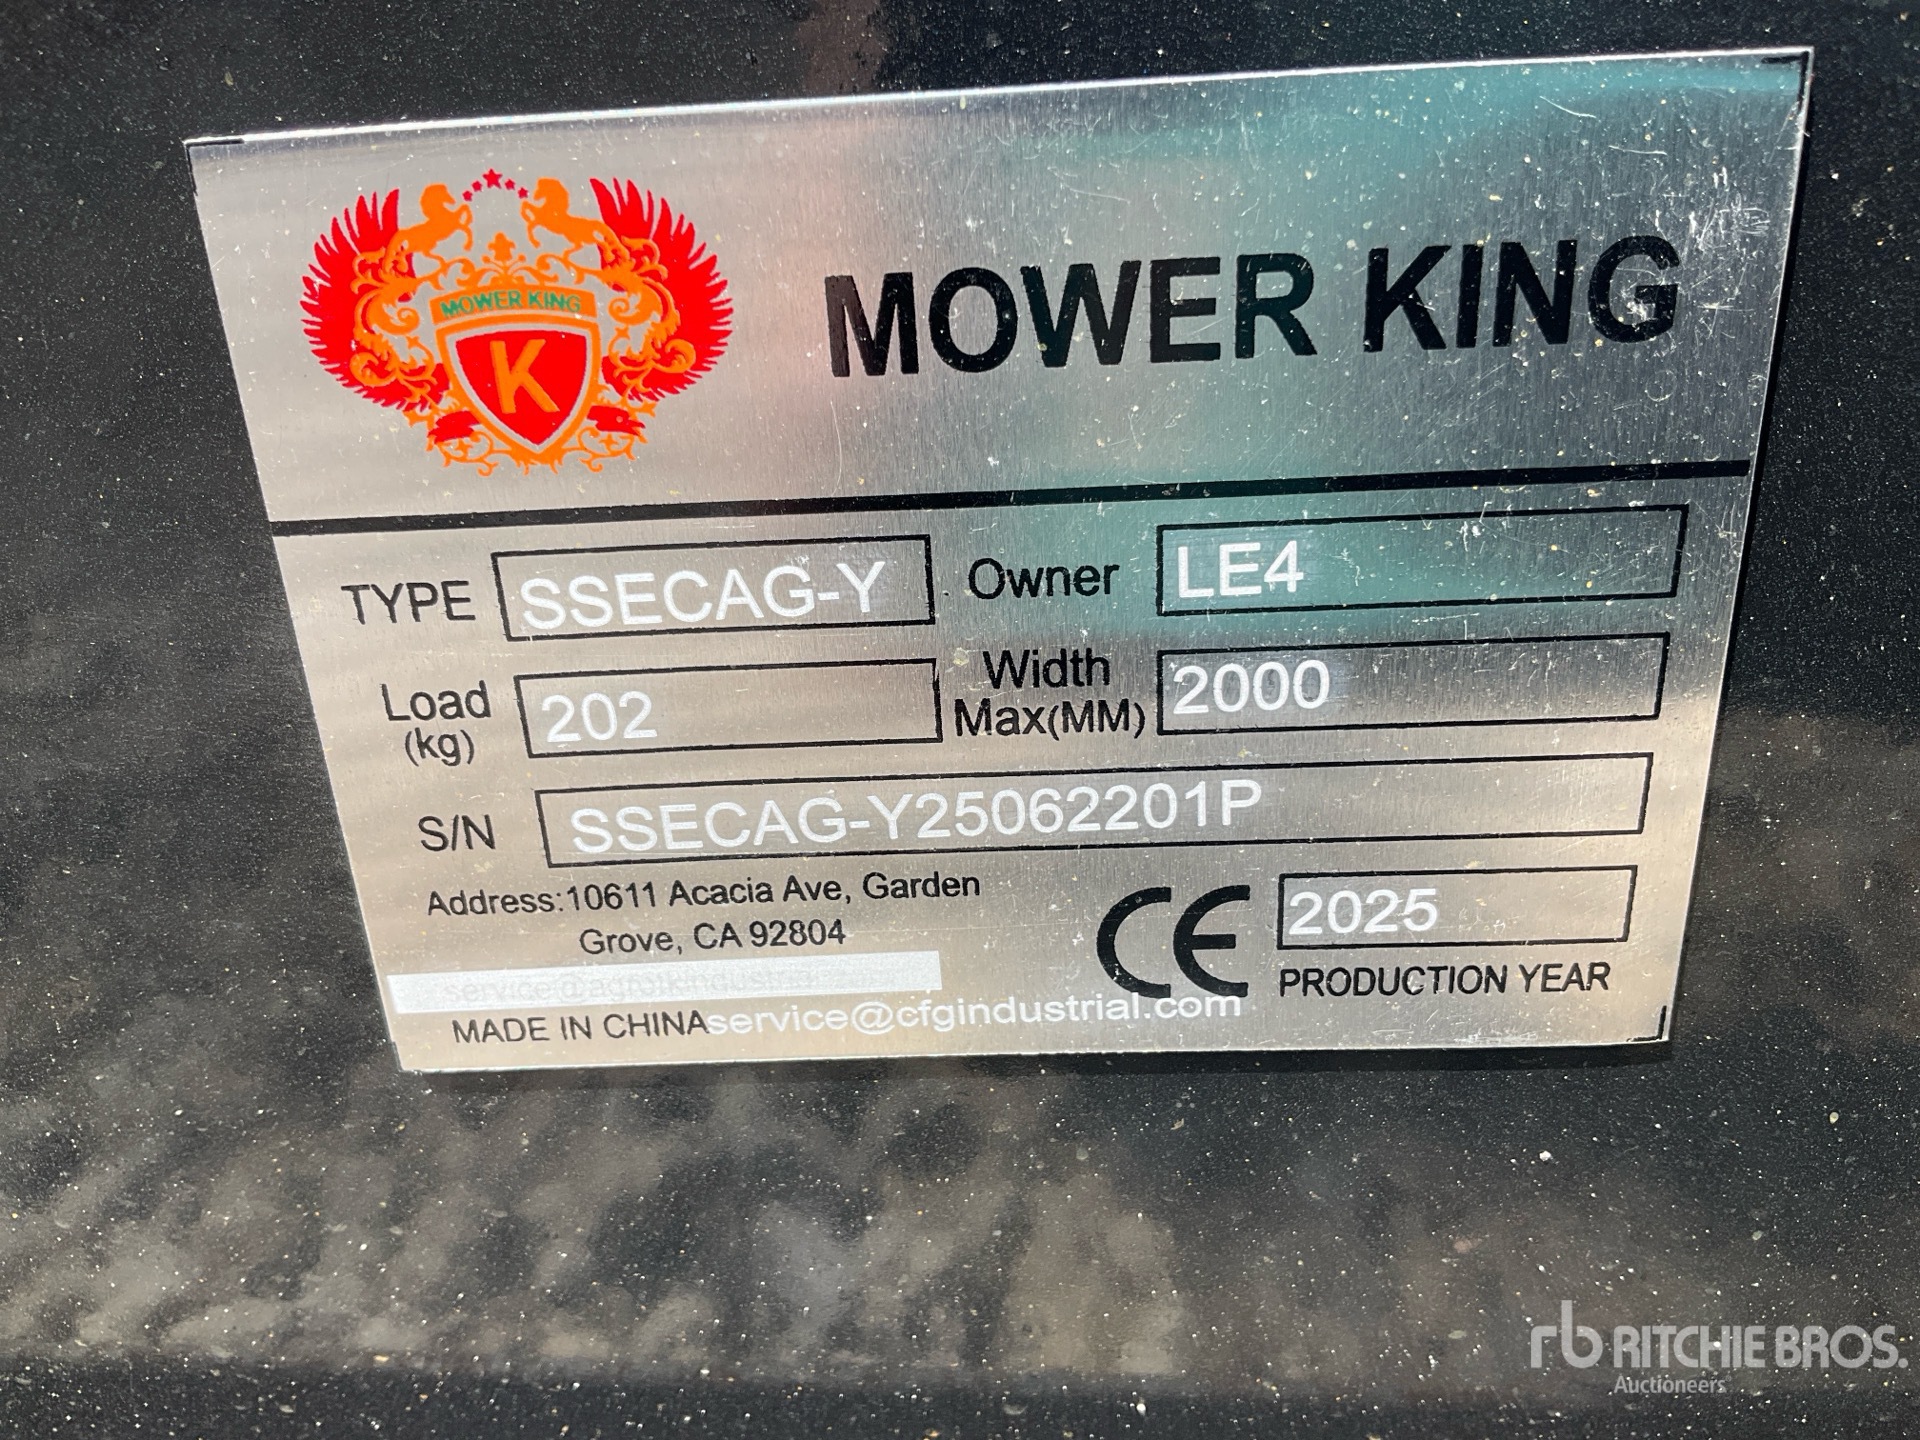 MOWER KING
K
MOWER KING
TYPE SSECAG-Y Owner LE4
Load (kg) 202 Width Max(MM) 2000
S/N SSECAG-Y25062201P
Address:10611 Acacia Ave, Garden
Grove, CA 92804
CE 2025
PRODUCTION YEAR
MADE IN CHINA service@cfgindustrial.com
rb RITCHIE BROS.
Auctioneers